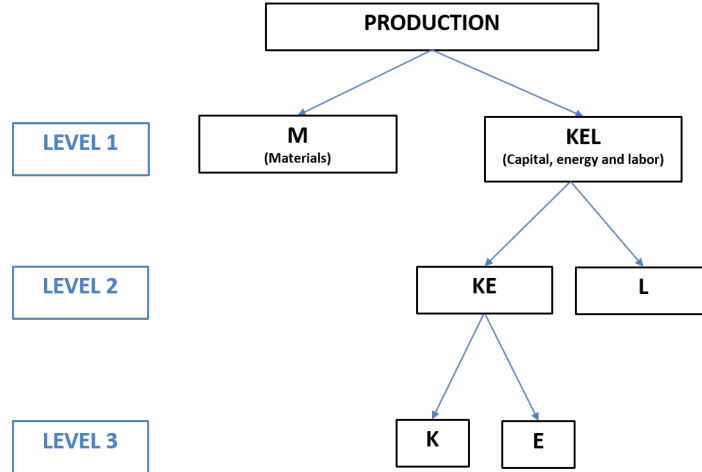 PRODUCTION
LEVEL 1
M
(Materials)
KEL
(Capital, energy and labor)
LEVEL 2
KE
L
LEVEL 3
K
E